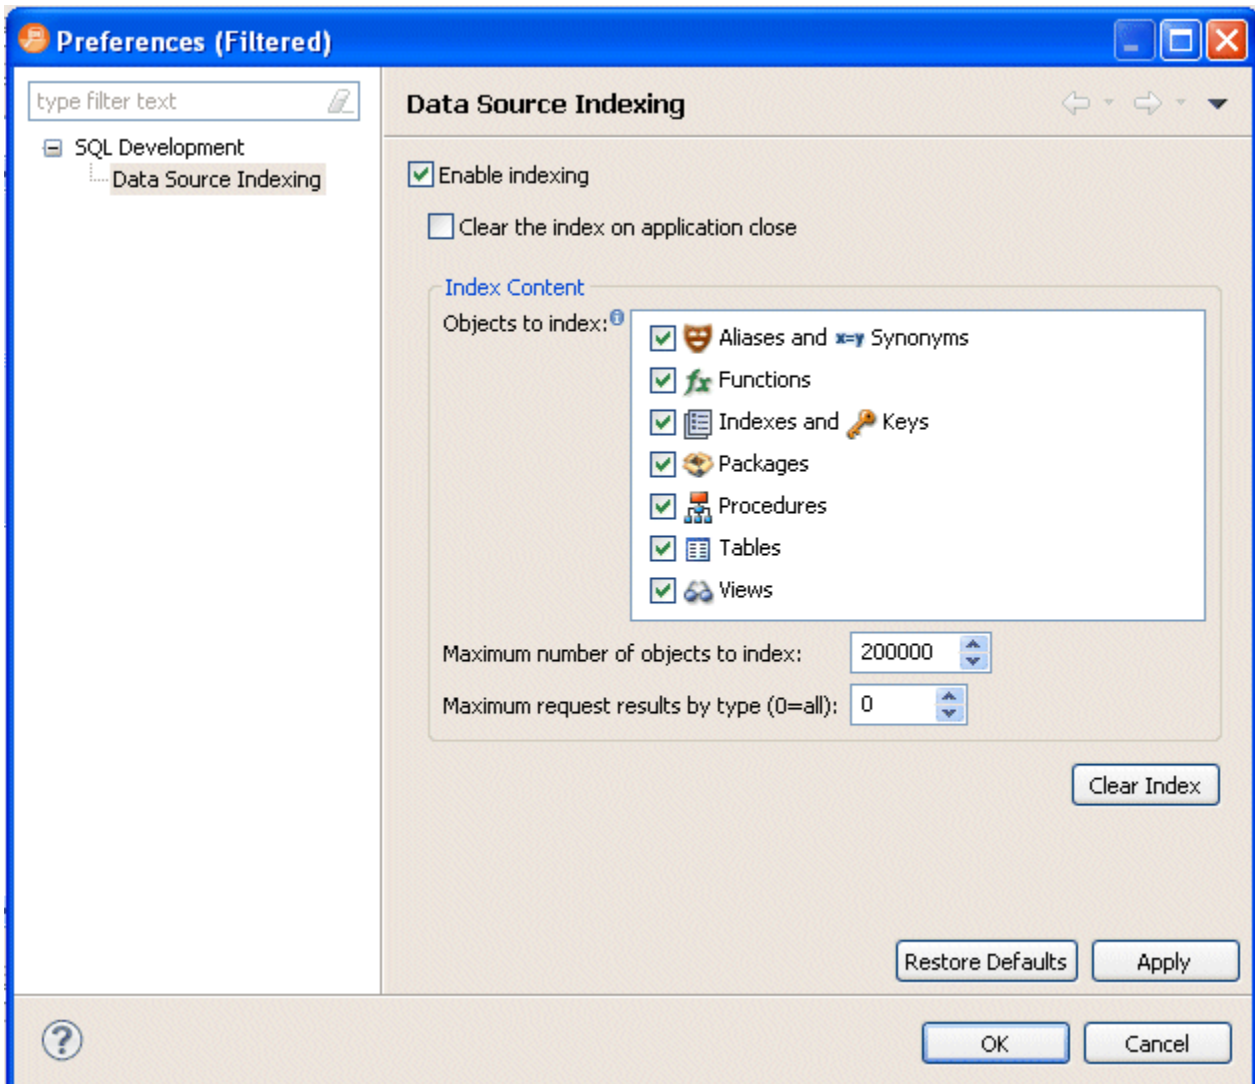 Preferences (Filtered)
type filter text
SQL Development
Data Source Indexing
Data Source Indexing
Enable indexing
Clear the index on application close
Index Content
Objects to index:
Aliases and x=y Synonyms
fx Functions
Indexes and Keys
Packages
Procedures
Tables
Views
Maximum number of objects to index: 200000
Maximum request results by type (0=all): 0
Clear Index
Restore Defaults Apply
? OK Cancel